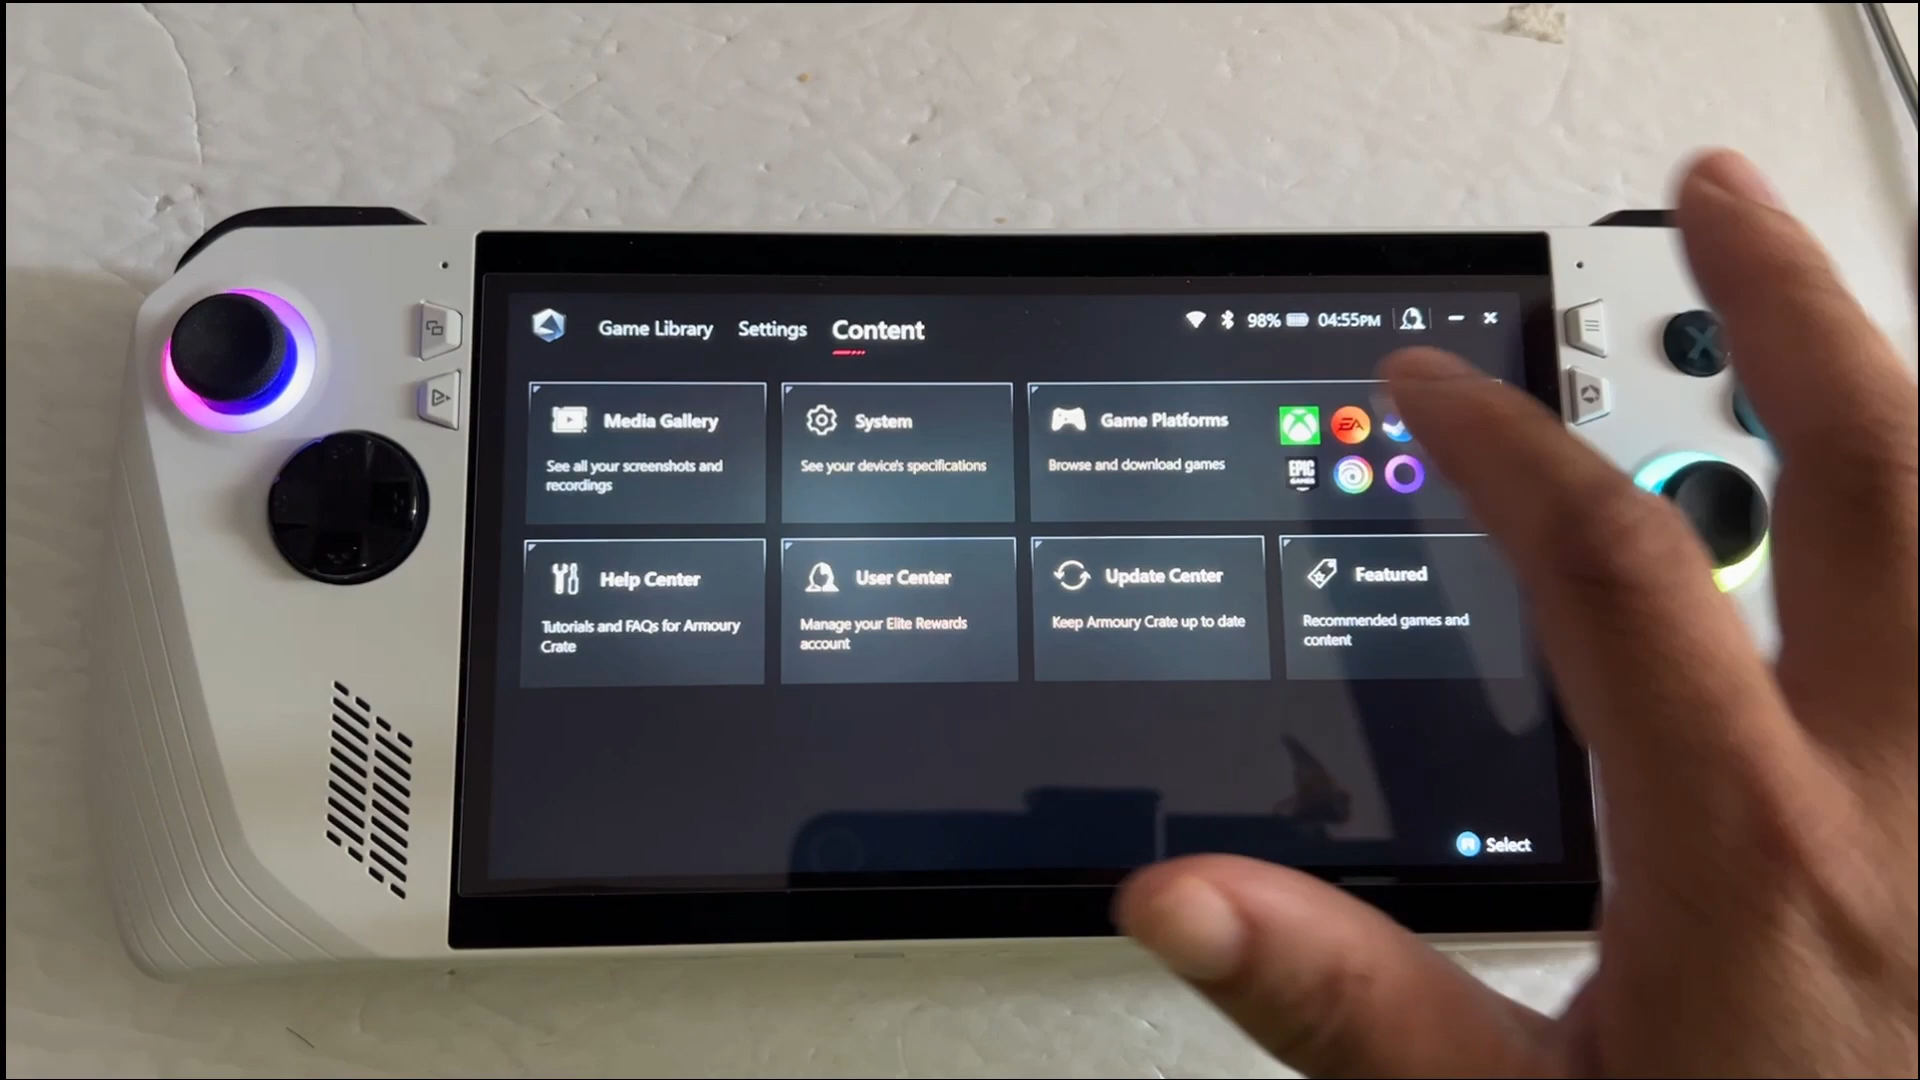 Game Library Settings Content 98% 04:55PM
Media Gallery
See all your screenshots and
recordings
System
See your device's specifications
Game Platforms
Browse and download games
EA
EPIC
GAMES
Help Center
Tutorials and FAQs for Armoury
Crate
User Center
Manage your Elite Rewards
account
Update Center
Keep Armoury Crate up to date
Featured
Recommended games and
content
Select
X